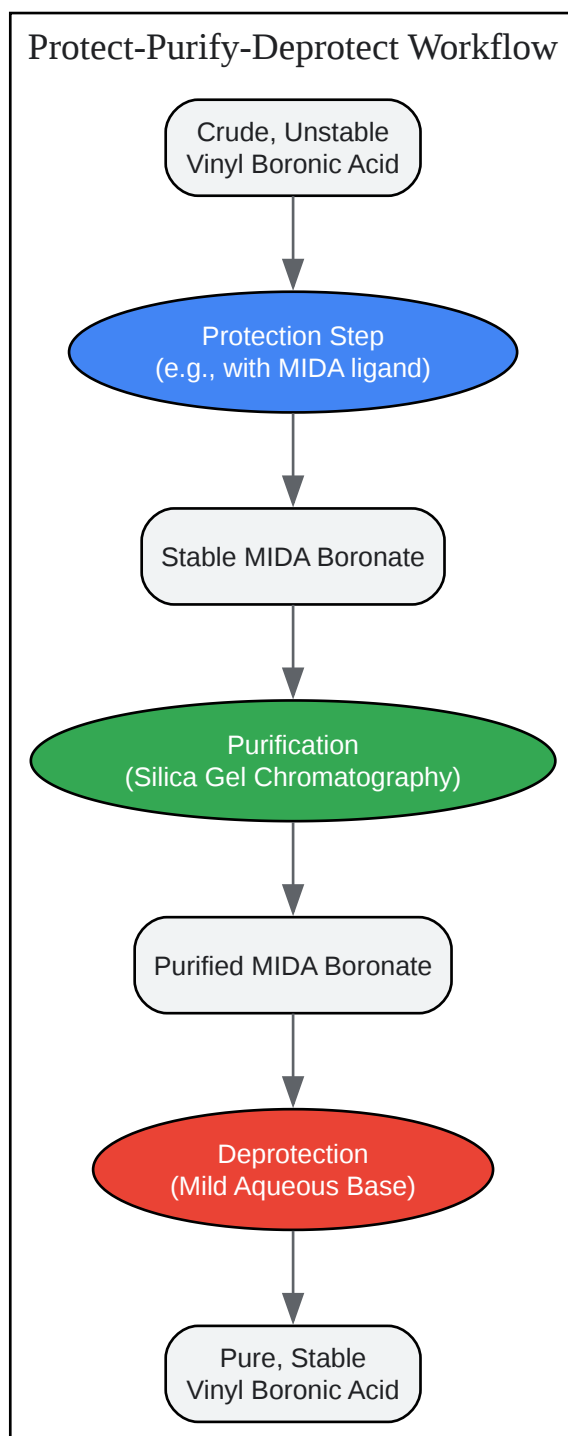 Protect-Purify-Deprotect Workflow
Crude, Unstable
Vinyl Boronic Acid
Protection Step
(e.g., with MIDA ligand)
Stable MIDA Boronate
Purification
(Silica Gel Chromatography)
Purified MIDA Boronate
Deprotection
(Mild Aqueous Base)
Pure, Stable
Vinyl Boronic Acid